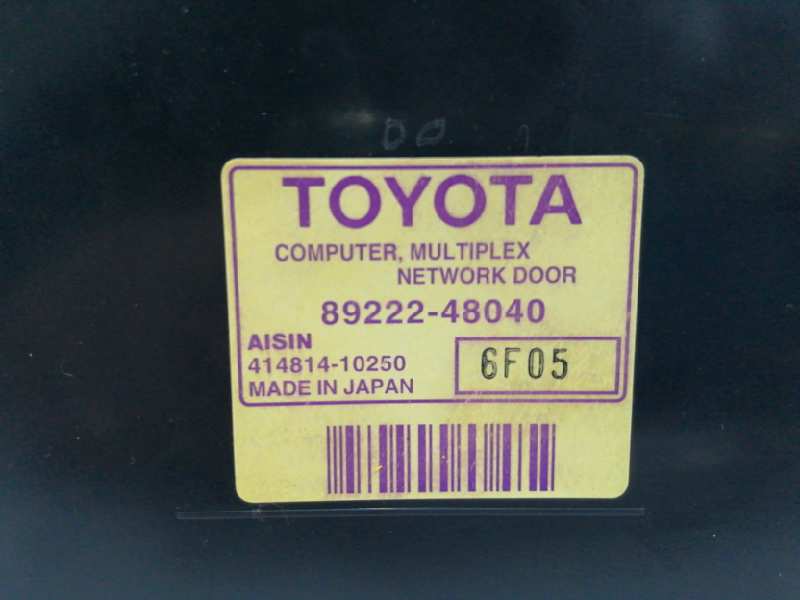 TOYOTA
COMPUTER, MULTIPLEX
NETWORK DOOR
89222-48040
AISIN
414814-10250
MADE IN JAPAN
6F05